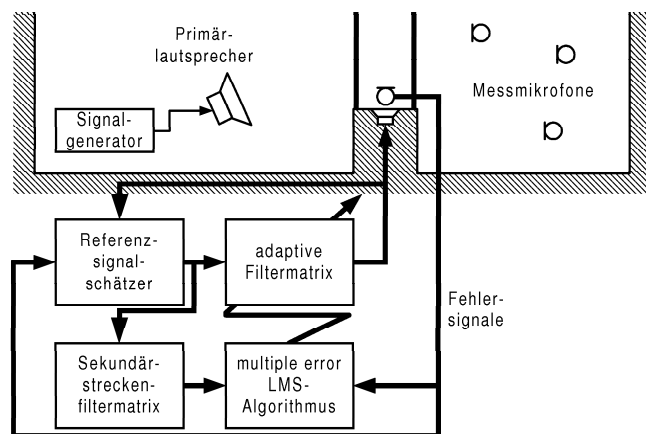 Primär-
lautsprecher
Signal-
generator
Messmikrofone
Referenz-
signal-
schätzer
adaptive
Filtermatrix
Fehler-
signale
Sekundär-
strecken-
filtermatrix
multiple error
LMS-
Algorithmus